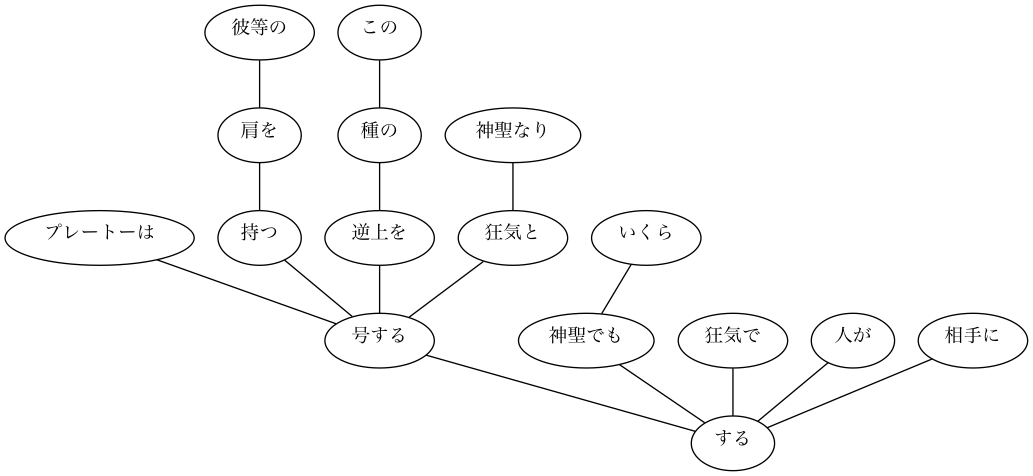 彼等の
この
肩を
種の
神聖なり
プレートーは
持つ
逆上を
狂気と
いくら
号する
神聖でも
狂気で
人が
相手に
する